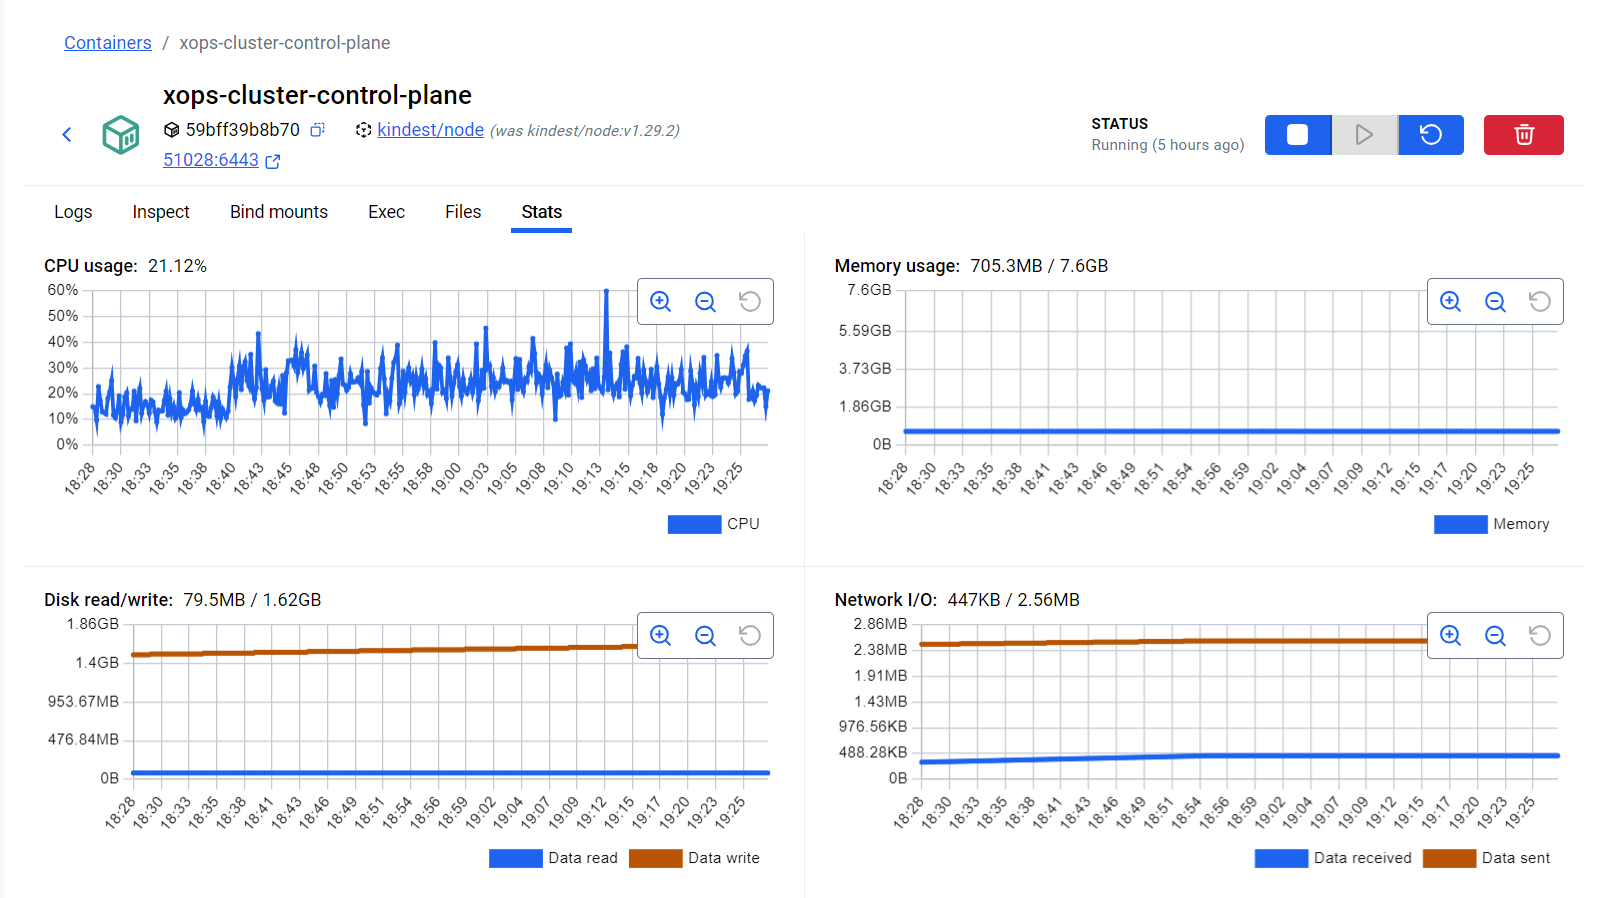 Containers / xops-cluster-control-plane
xops-cluster-control-plane
59bff39b8b70 kindest/node (was kindest/node:v1.29.2)
51028:6443
STATUS
Running (5 hours ago)
Logs Inspect Bind mounts Exec Files Stats
CPU usage: 21.12%
60%
50%
40%
30%
20%
10%
0%
18:28 18:30 18:33 18:35 18:38 18:40 18:43 18:45 18:48 18:50 18:53 18:55 18:58 19:00 19:03 19:05 19:08 19:10 19:13 19:15 19:18 19:20 19:23 19:25
CPU
Memory usage: 705.3MB / 7.6GB
7.6GB
5.59GB
3.73GB
1.86GB
0B
18:28 18:30 18:33 18:35 18:38 18:41 18:43 18:46 18:49 18:51 18:54 18:56 18:59 19:02 19:04 19:07 19:09 19:12 19:15 19:17 19:20 19:23 19:25
Memory
Disk read/write: 79.5MB / 1.62GB
1.86GB
1.4GB
953.67MB
476.84MB
0B
18:28 18:30 18:33 18:35 18:38 18:41 18:43 18:46 18:49 18:51 18:54 18:56 18:59 19:02 19:04 19:07 19:09 19:12 19:15 19:17 19:20 19:23 19:25
Data read Data write
Network I/O: 447KB / 2.56MB
2.86MB
2.38MB
1.91MB
1.43MB
976.56KB
488.28KB
0B
18:28 18:30 18:33 18:35 18:38 18:41 18:43 18:46 18:49 18:51 18:54 18:56 18:59 19:02 19:04 19:07 19:09 19:12 19:15 19:17 19:20 19:23 19:25
Data received Data sent